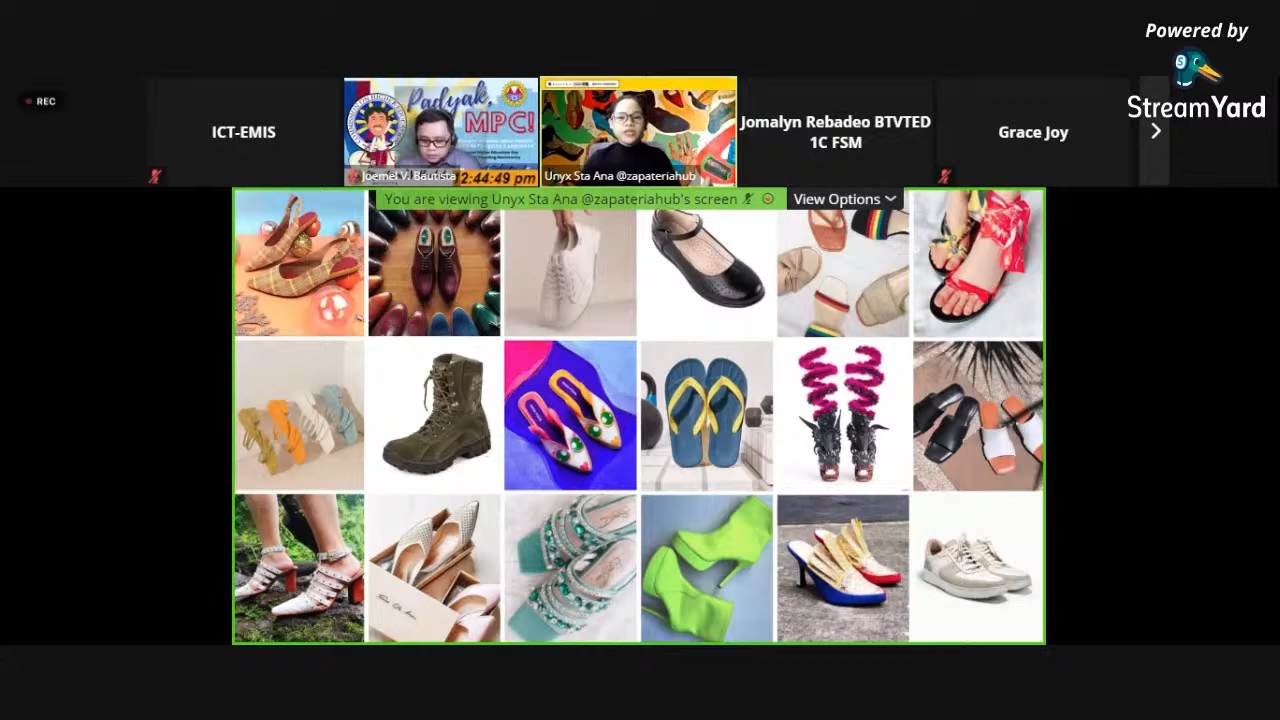 Powered by
StreamYard
REC
ICT-EMIS
Padyak,
MPC!
Joemel V. Bautista
2:44:49 pm
Unyx Sta Ana @zapateriahub
Jomalyn Rebadeo BTVTED
1C FSM
Grace Joy
You are viewing Unyx Sta Ana @zapateriahub's screen
View Options